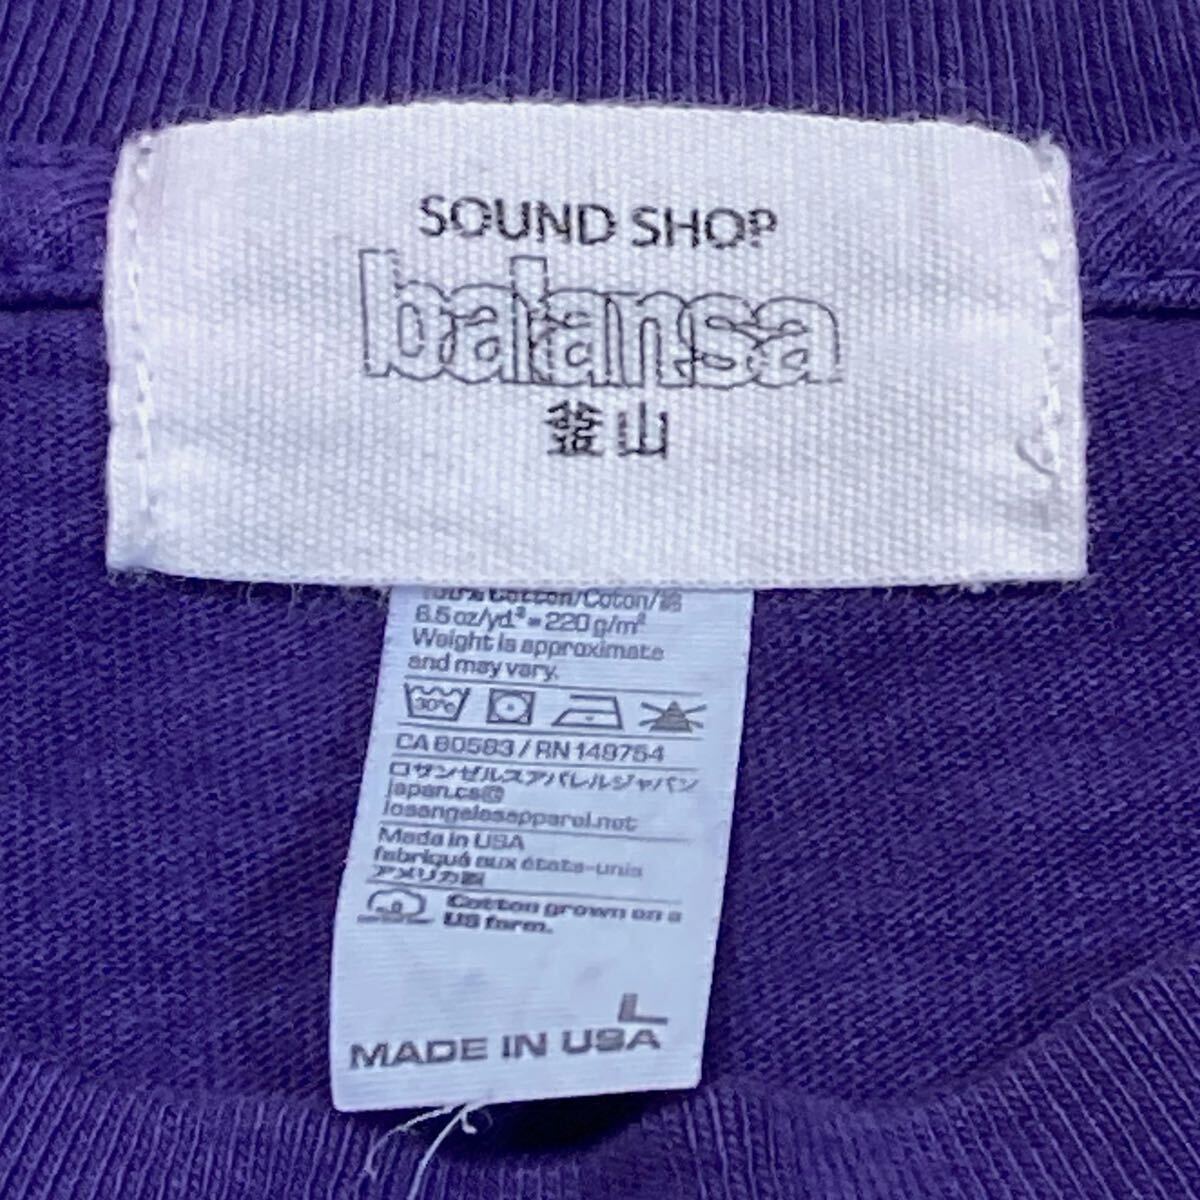 SOUND SHOP
balansa
釜山
100% Cotton/Coton/綿
6.5 oz/yd.² = 220 g/m²
Weight is approximate
and may vary.
30°c
CA 60583 / RN 149754
ロサンゼルスアパレルジャパン
japan.cs@
losangelesapparel.net
Made in USA
fabriqué aux états-unis
アメリカ製
Cotton grown on a
US farm.
L
MADE IN USA